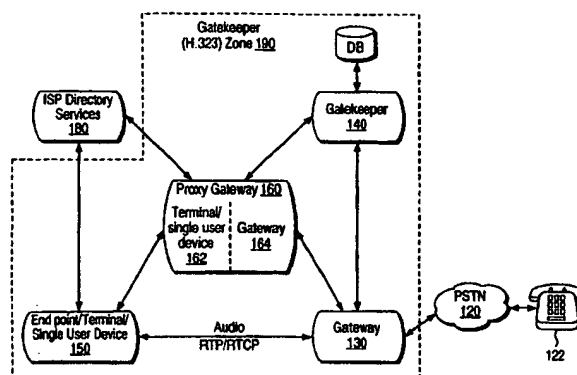 Gatekeeper
(H.323) Zone 190
DB
ISP Directory
Services
180
Gatekeeper
140
Proxy Gateway 160
Terminal/
single user
device
162
Gateway
164
End point/Terminal/
Single User Device
150
Audio
RTP/RTCP
Gateway
130
PSTN
120
122